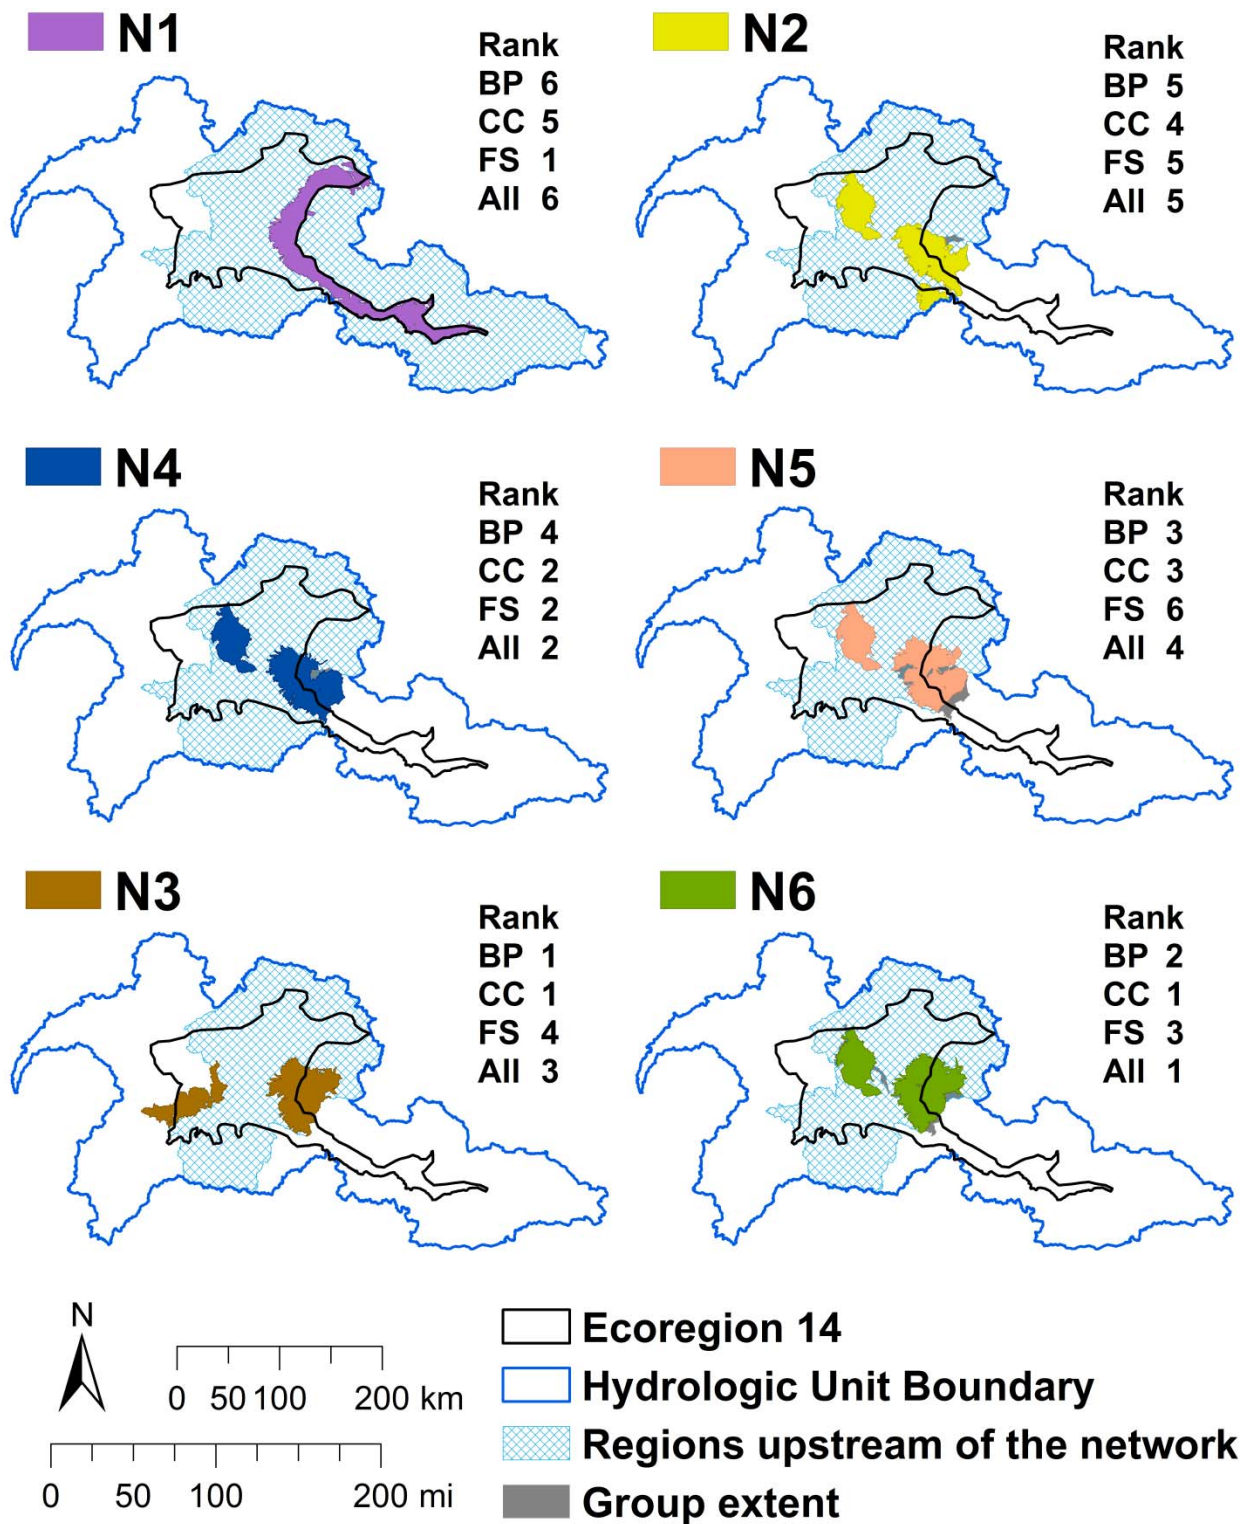 N1
Rank
BP 6
CC 5
FS 1
All 6
N2
Rank
BP 5
CC 4
FS 5
All 5
N4
Rank
BP 4
CC 2
FS 2
All 2
N5
Rank
BP 3
CC 3
FS 6
All 4
N3
Rank
BP 1
CC 1
FS 4
All 3
N6
Rank
BP 2
CC 1
FS 3
All 1
N
0 50 100 200 km
0 50 100 200 mi
Ecoregion 14
Hydrologic Unit Boundary
Regions upstream of the network
Group extent